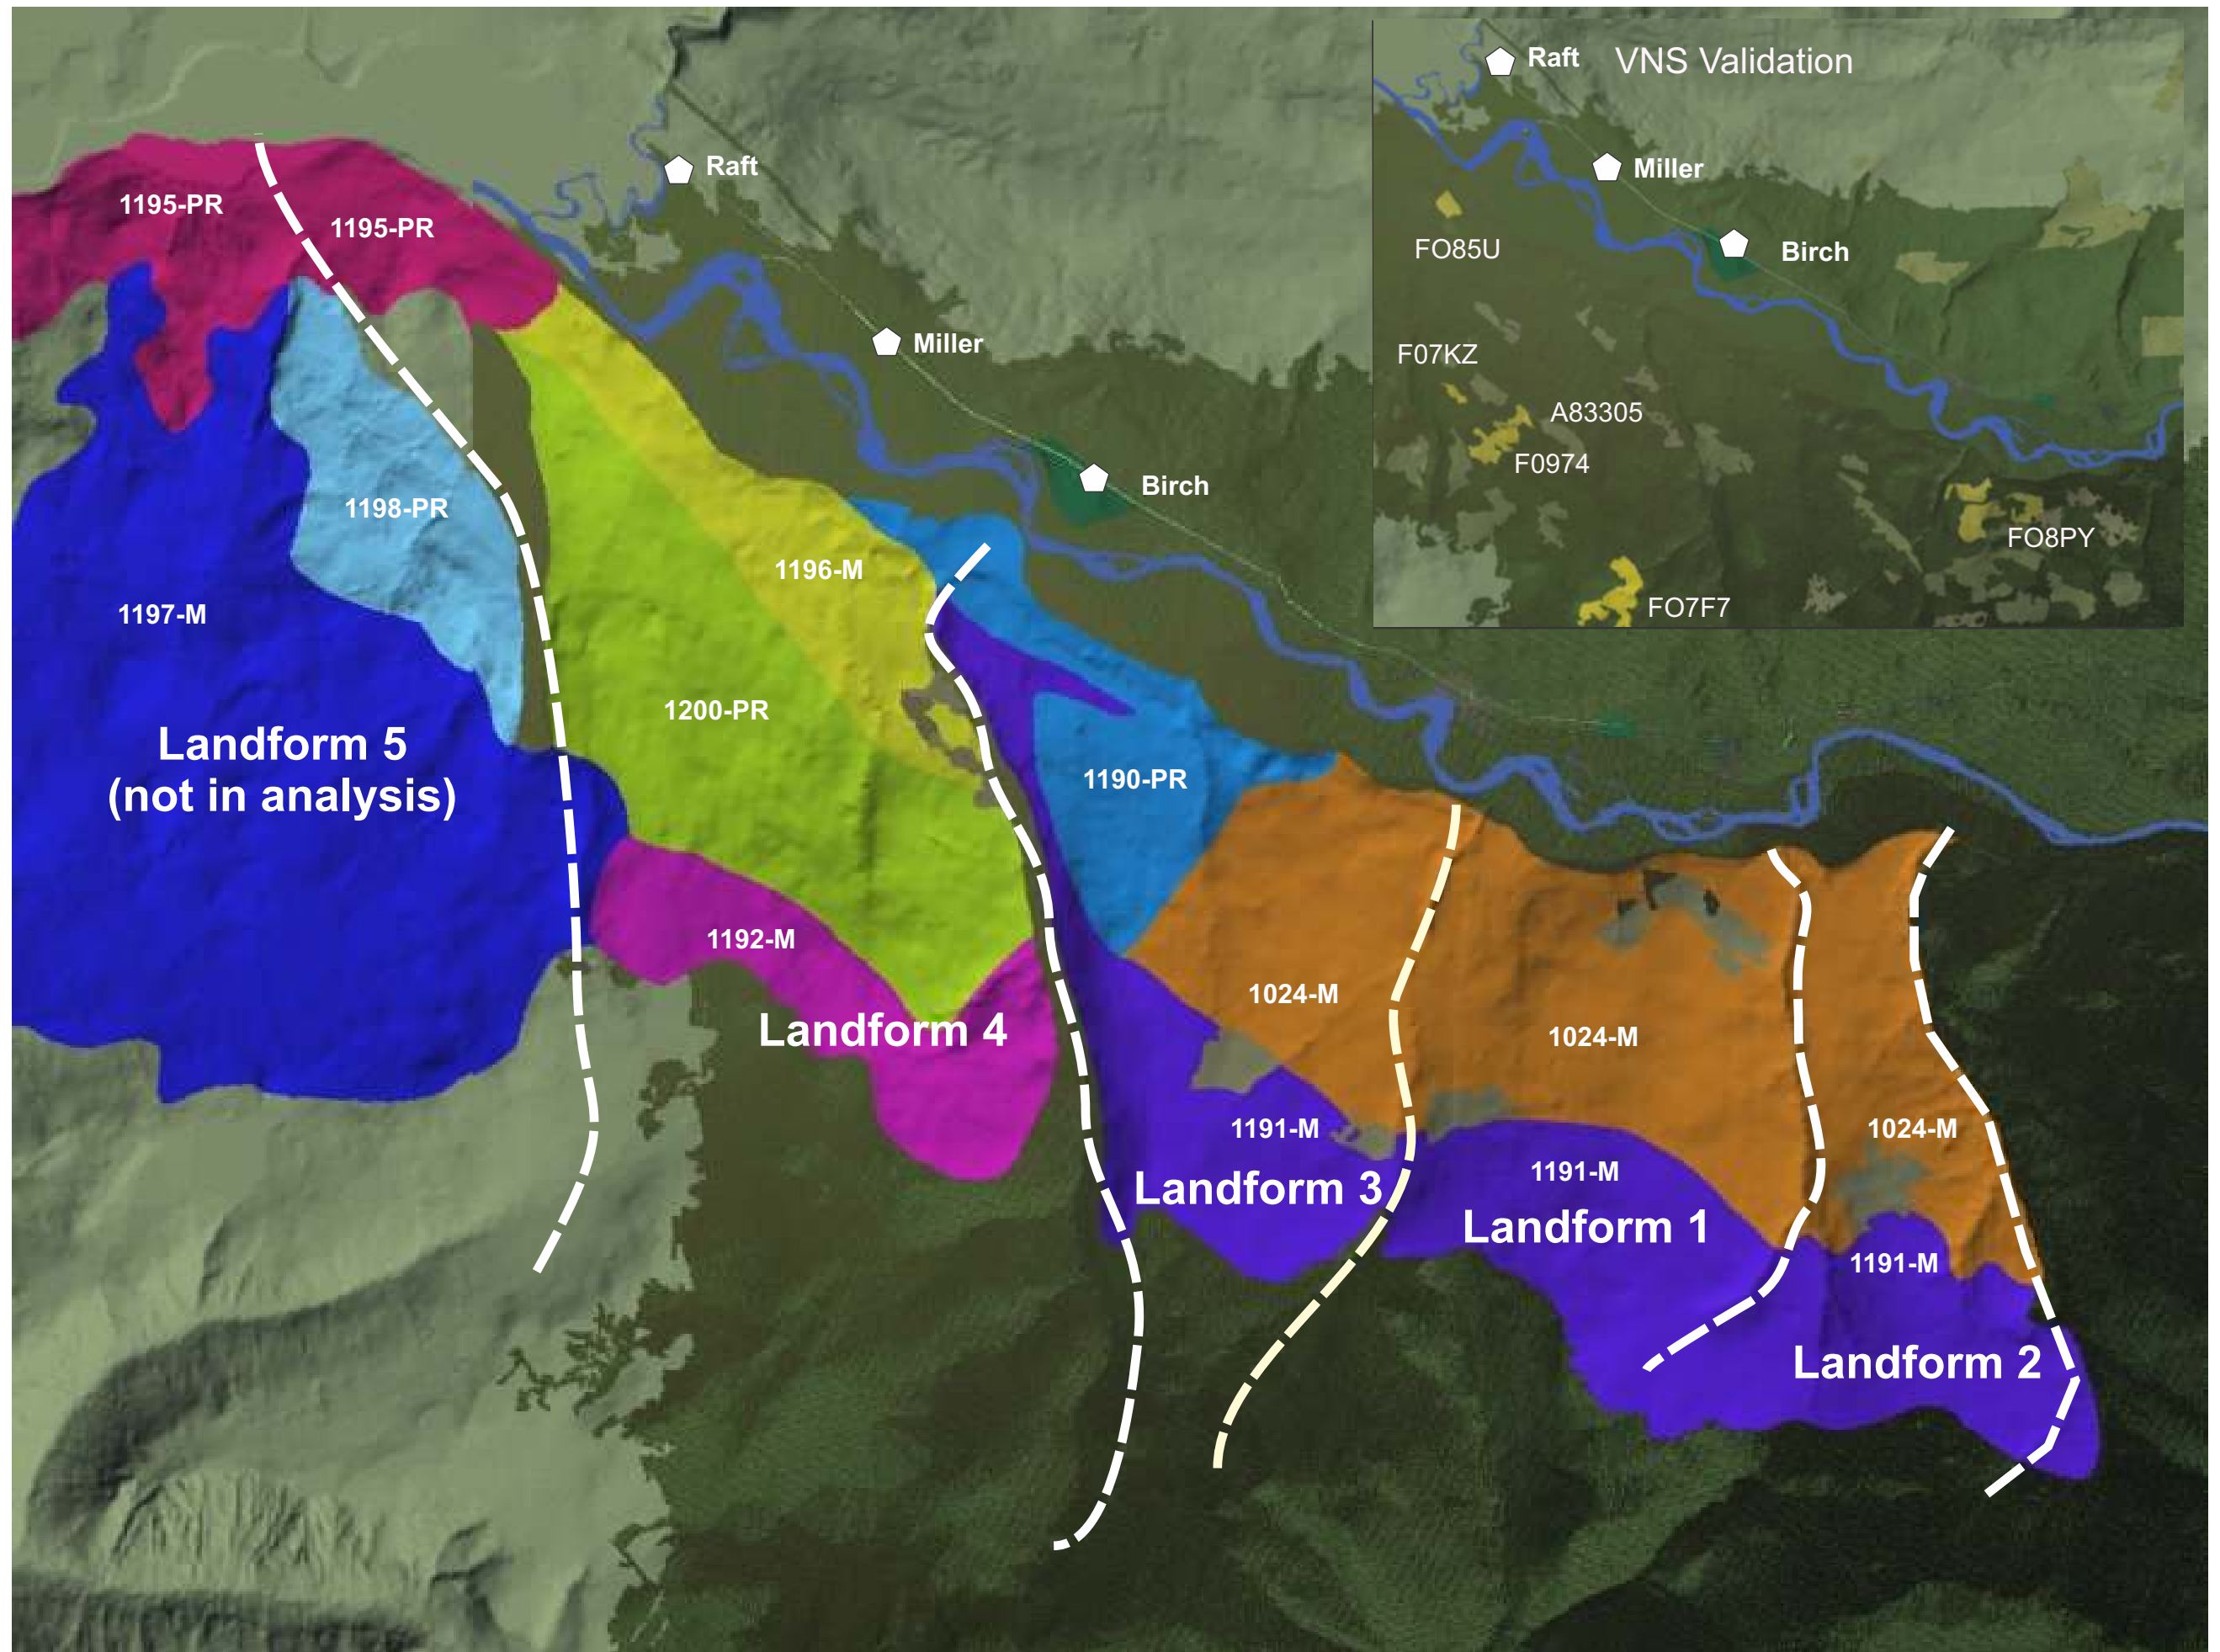 Raft
VNS Validation
Miller
Birch
FO85U
F07KZ
A83305
F0974
FO8PY
FO7F7
Raft
Miller
Birch
1195-PR
1195-PR
1198-PR
1197-M
1196-M
1200-PR
Landform 5
(not in analysis)
1190-PR
1192-M
Landform 4
1024-M
1024-M
1024-M
1191-M
Landform 3
1191-M
Landform 1
1191-M
Landform 2